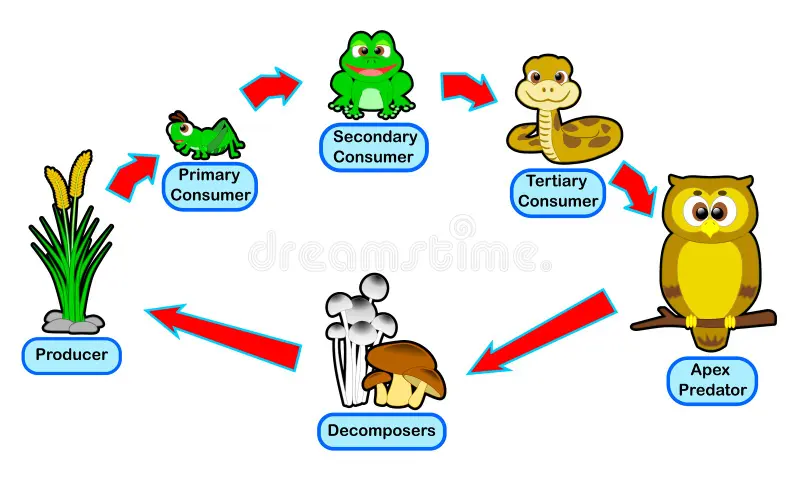 Secondary
Consumer
Primary
Consumer
Tertiary
Consumer
dreamstime
Producer
Apex
Predator
Decomposers